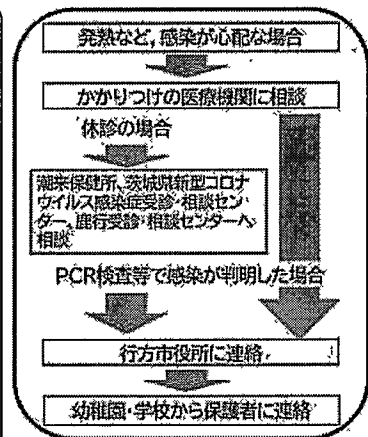 発熱など,感染が心配な場合
かかりつけの医療機関に相談
休診の場合
潮来保健所、茨城県新型コロナ
ウイルス感染症受診・相談セン
ター、鹿行受診・相談センターへ
相談
PCR検査等で感染が判明した場合
行方市役所に連絡
幼稚園・学校から保護者に連絡